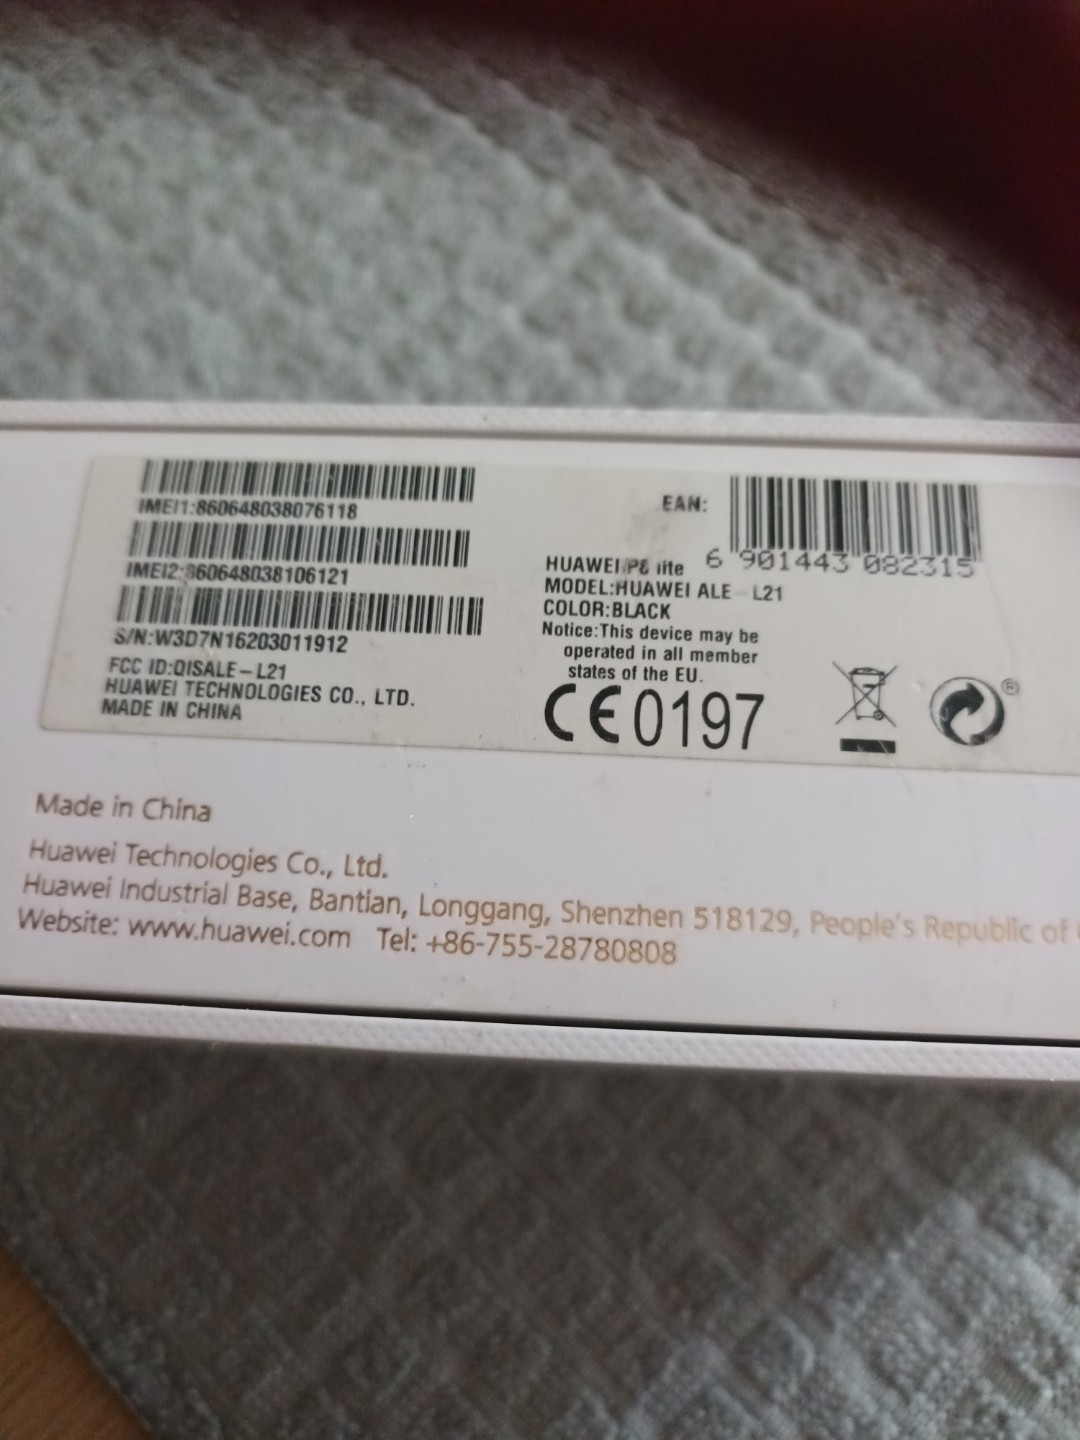 IMEI1:860648038076118
IMEI2:860648038106121
S/N:W3D7N16203011912
FCC ID:QISALE-L21
HUAWEI TECHNOLOGIES CO., LTD.
MADE IN CHINA
EAN:
6 901443 082315
HUAWEI P8 lite
MODEL:HUAWEI ALE-L21
COLOR:BLACK
Notice:This device may be
operated in all member
states of the EU.
CE0197
®
Made in China
Huawei Technologies Co., Ltd.
Huawei Industrial Base, Bantian, Longgang, Shenzhen 518129, People's Republic of
Website: www.huawei.com Tel: +86-755-28780808